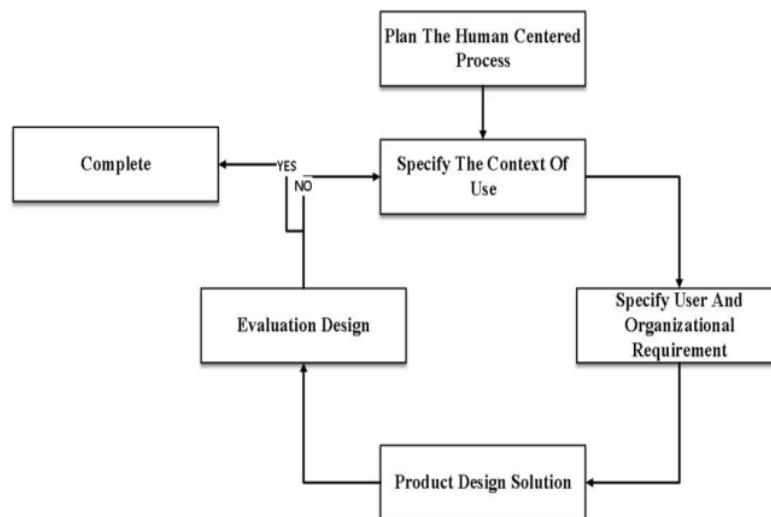 Plan The Human Centered
Process
Complete
YES
NO
Specify The Context Of
Use
Evaluation Design
Specify User And
Organizational
Requirement
Product Design Solution